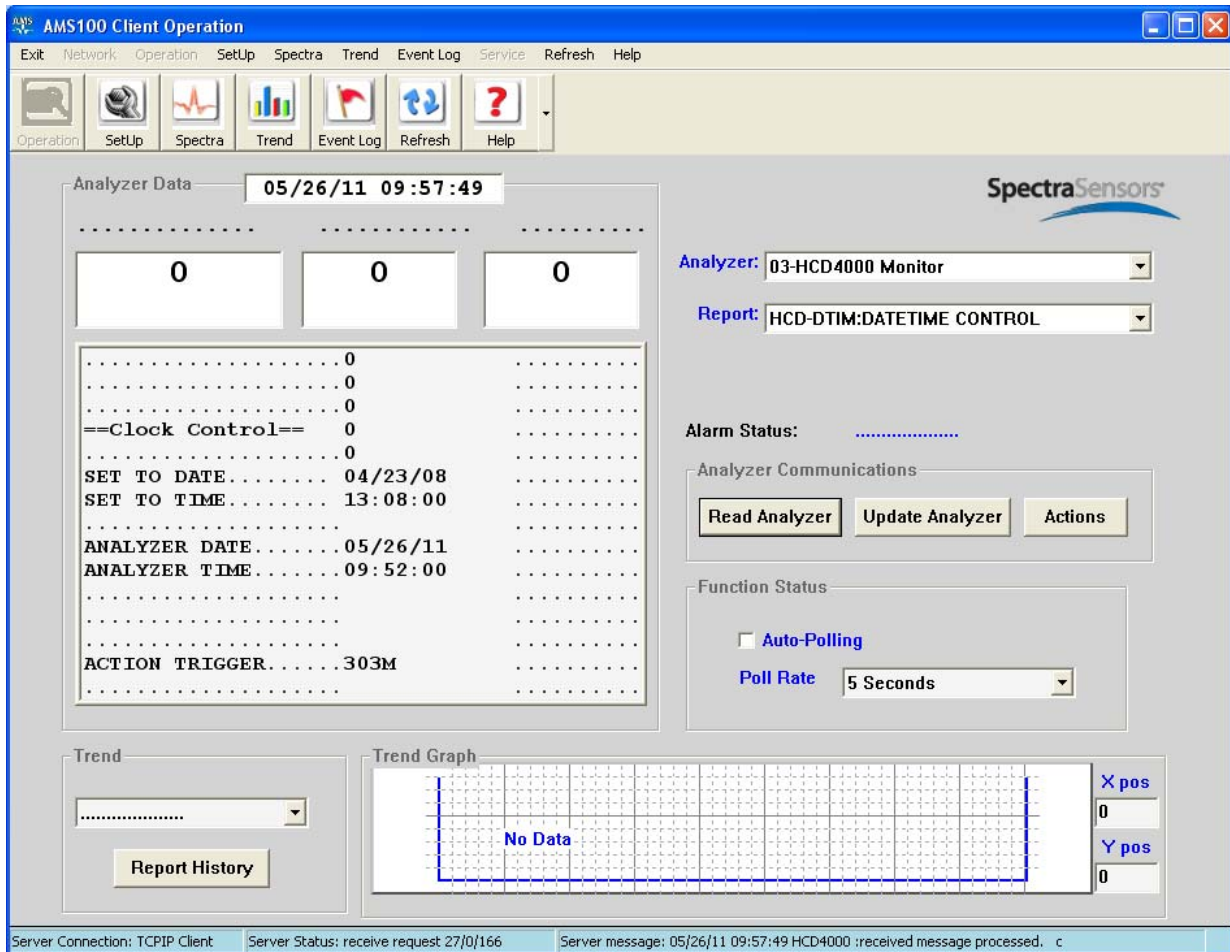 AMS100 Client Operation
Exit Network Operation SetUp Spectra Trend Event Log Service Refresh Help
Operation SetUp Spectra Trend Event Log Refresh Help
Analyzer Data 05/26/11 09:57:49
.............. ............ ..........
0 0 0
....................0 ..........
....................0 ..........
....................0 ..........
==Clock Control== 0 ..........
....................0 ..........
SET TO DATE........ 04/23/08 ..........
SET TO TIME........ 13:08:00 ..........
.................... ..........
ANALYZER DATE.......05/26/11 ..........
ANALYZER TIME.......09:52:00 ..........
.................... ..........
.................... ..........
.................... ..........
ACTION TRIGGER......303M ..........
.................... ..........
SpectraSensors
Analyzer: 03-HCD4000 Monitor
Report: HCD-DTIM:DATETIME CONTROL
Alarm Status: ....................
Analyzer Communications
Read Analyzer Update Analyzer Actions
Function Status
Auto-Polling
Poll Rate 5 Seconds
Trend
....................
Report History
Trend Graph
No Data
X pos
0
Y pos
0
Server Connection: TCPIP Client Server Status: receive request 27/0/166 Server message: 05/26/11 09:57:49 HCD4000 :received message processed. c